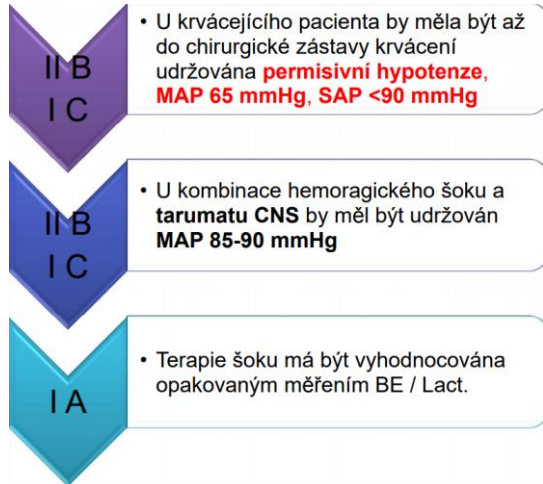 II B
I C
• U krvácejícího pacienta by měla být až
do chirurgické zástavy krvácení
udržována permisivní hypotenze,
MAP 65 mmHg, SAP <90 mmHg
II B
I C
• U kombinace hemoragického šoku a
tarumatu CNS by měl být udržován
MAP 85-90 mmHg
I A
• Terapie šoku má být vyhodnocována
opakovaným měřením BE / Lact.